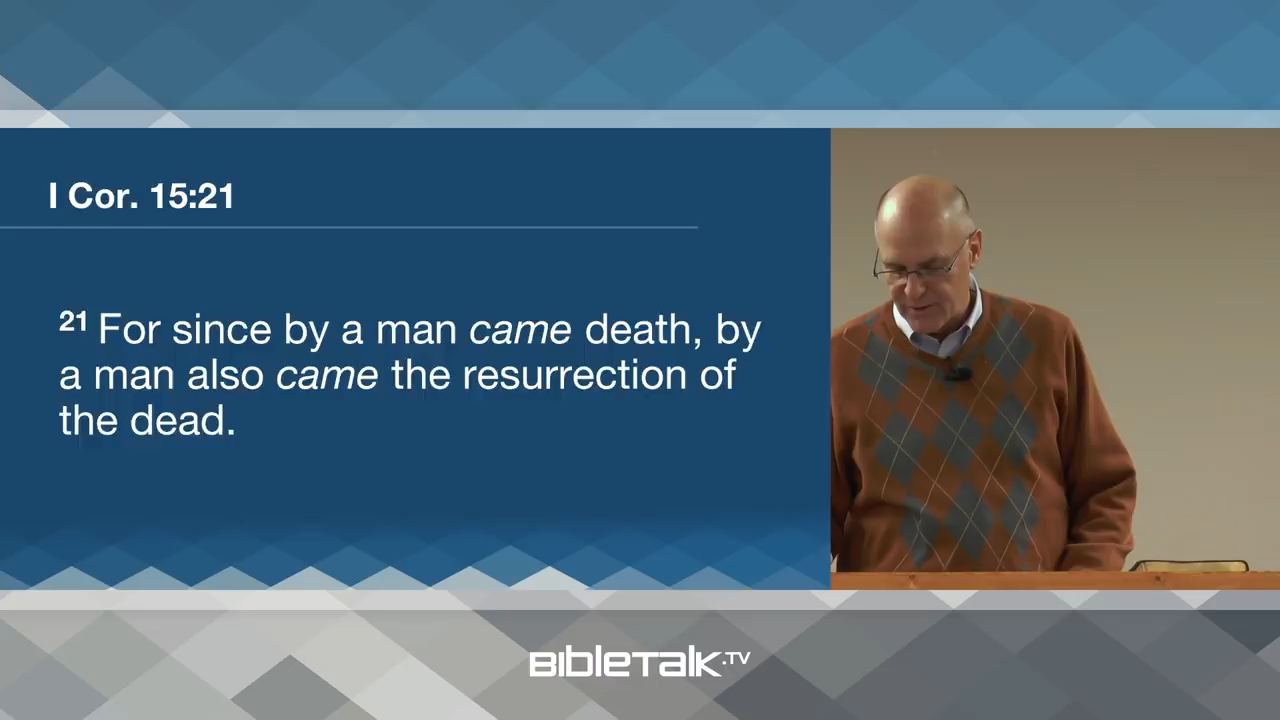 I Cor. 15:21
21 For since by a man came death, by
a man also came the resurrection of
the dead.
BIBLETALK.TV